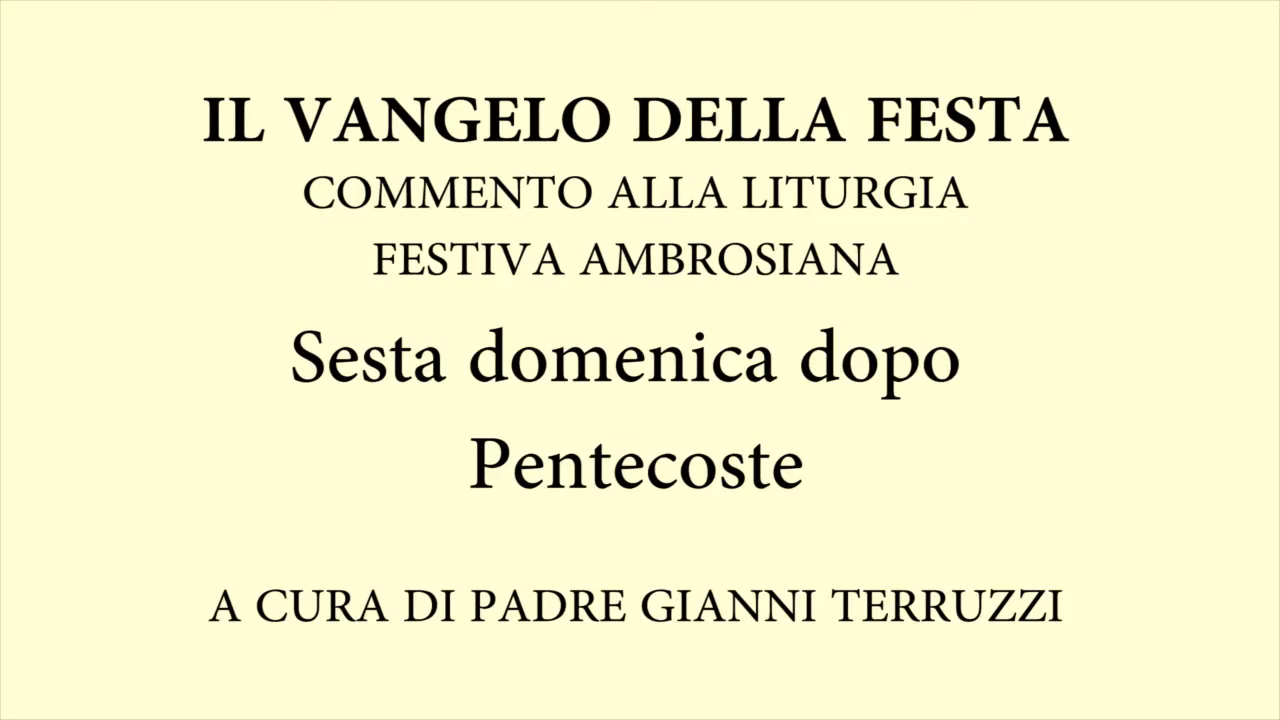 IL VANGELO DELLA FESTA
COMMENTO ALLA LITURGIA
FESTIVA AMBROSIANA
Sesta domenica dopo
Pentecoste
A CURA DI PADRE GIANNI TERRUZZI